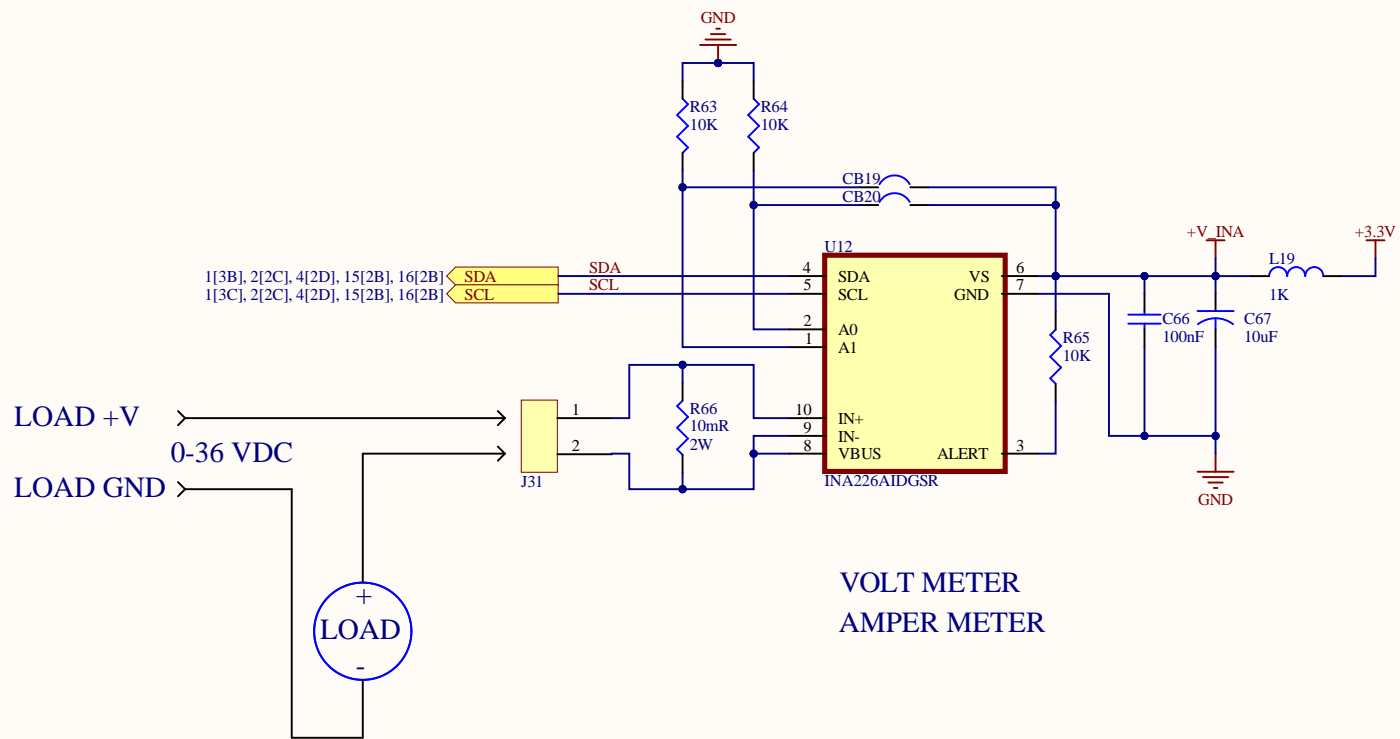 GND
R63
10K
R64
10K
CB19
CB20
+V_INA
+3.3V
U12
L19
1K
1[3B], 2[2C], 4[2D], 15[2B], 16[2B] SDA SDA 4 SDA VS 6
1[3C], 2[2C], 4[2D], 15[2B], 16[2B] SCL SCL 5 SCL GND 7
2 A0
1 A1
C66
100nF
C67
10uF
R65
10K
LOAD +V
0-36 VDC
LOAD GND
1
2
J31
R66
10mR
2W
10 IN+
9 IN-
8 VBUS ALERT 3
INA226AIDGSR
GND
+
LOAD
-
VOLT METER
AMPER METER